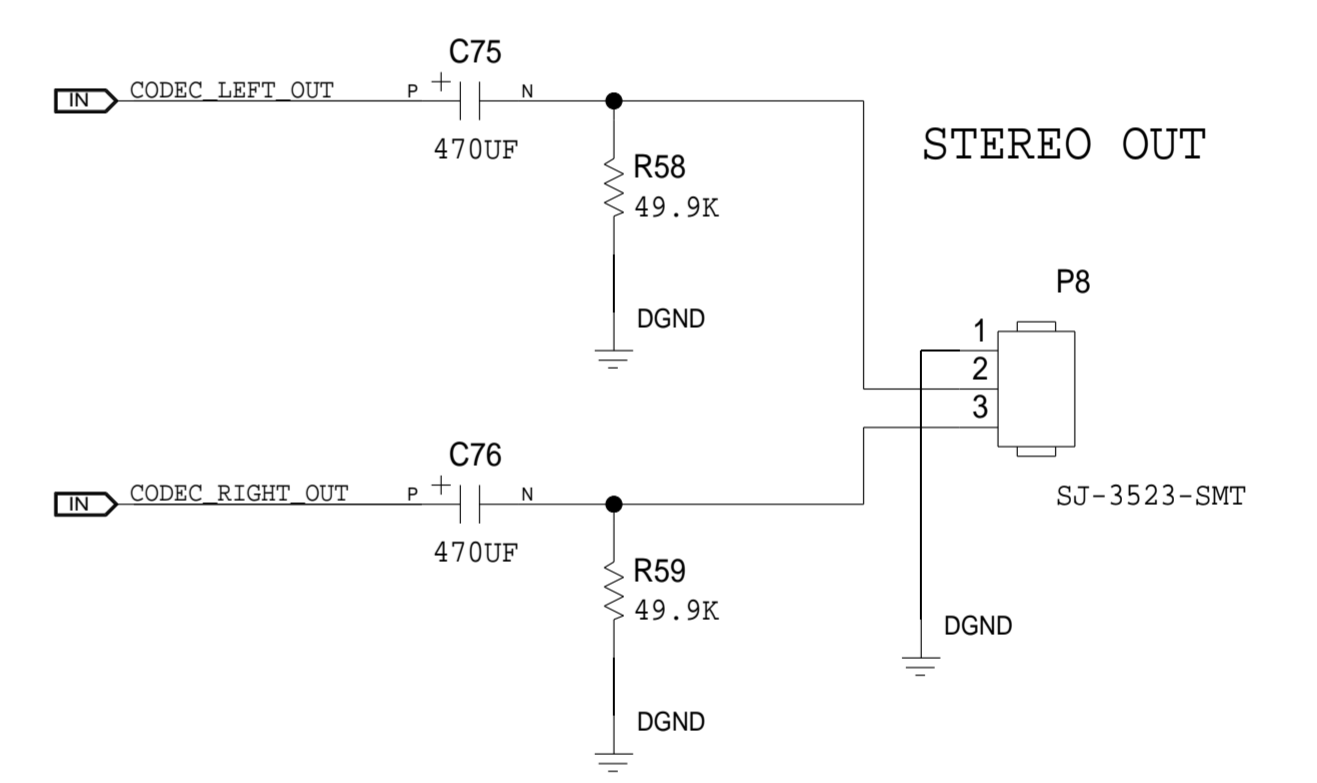 C75
IN CODEC_LEFT_OUT P + N
470UF
STEREO OUT
R58
49.9K
DGND
P8
1
2
3
SJ-3523-SMT
C76
IN CODEC_RIGHT_OUT P + N
470UF
R59
49.9K
DGND
DGND